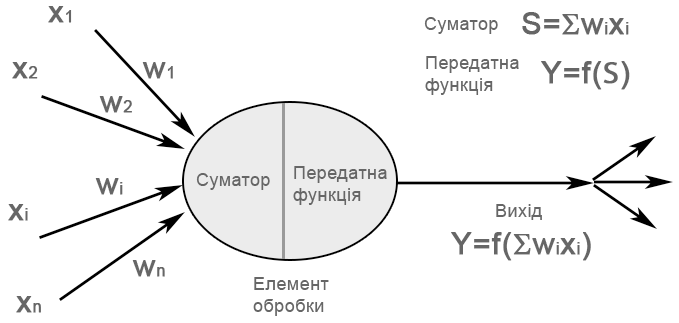 x1
x2
xi
xn
w1
w2
wi
wn
Суматор
Передатна
функція
Елемент
обробки
Суматор S=Σwixi
Передатна
функція Y=f(S)
Вихід
Y=f(Σwixi)